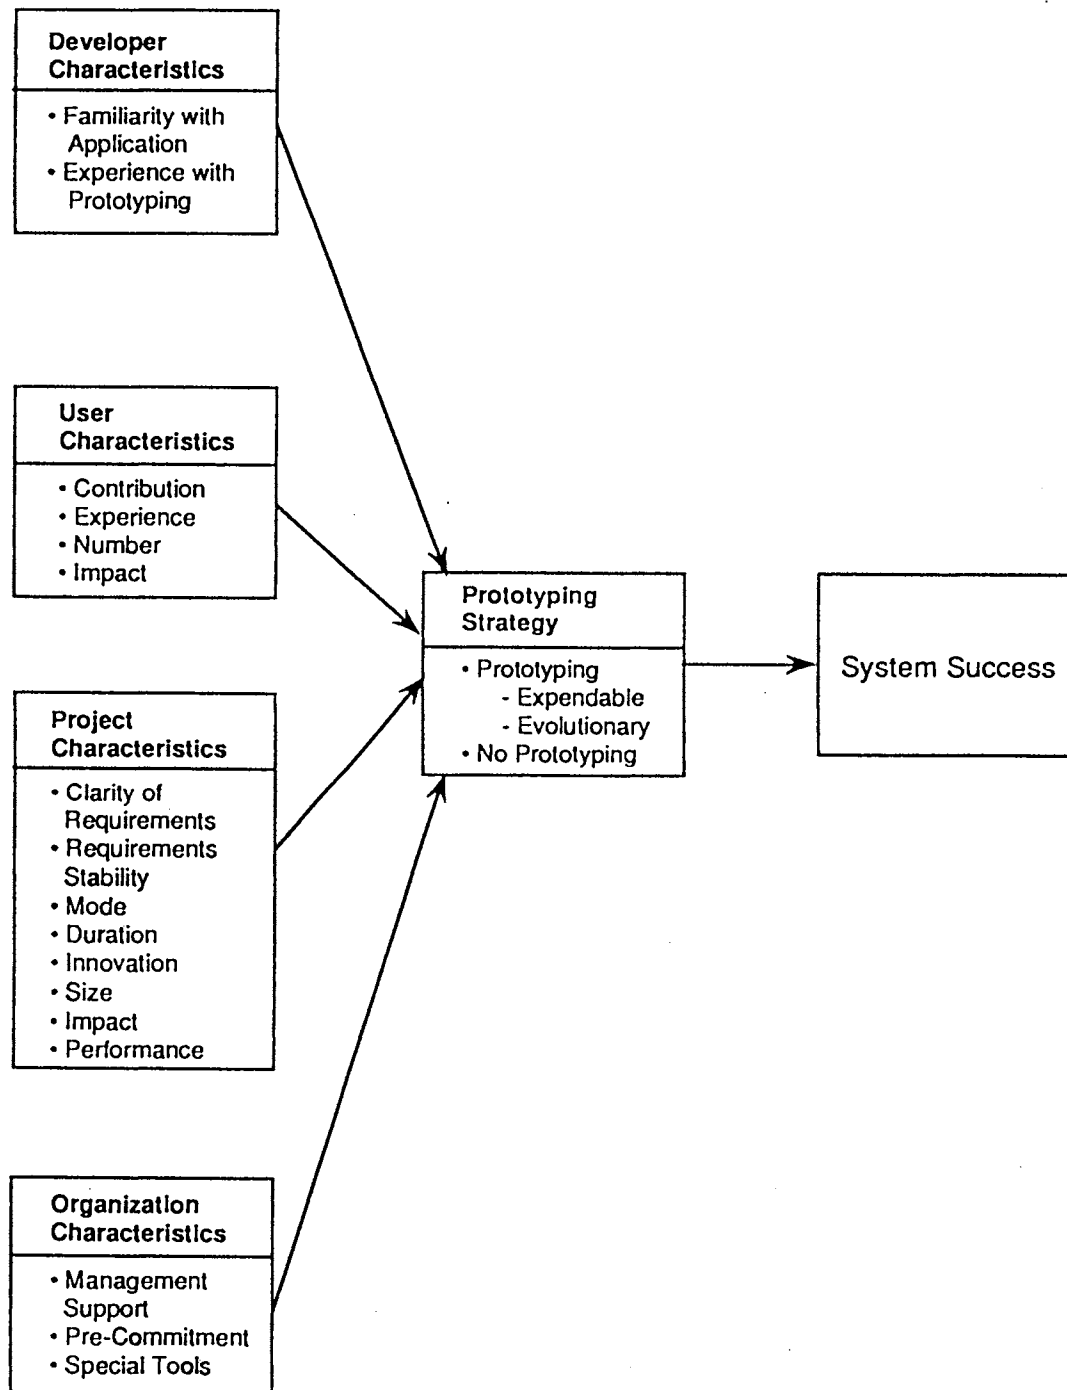 Developer
Characteristics
• Familiarity with
Application
• Experience with
Prototyping
User
Characteristics
• Contribution
• Experience
• Number
• Impact
Project
Characteristics
• Clarity of
Requirements
• Requirements
Stability
• Mode
• Duration
• Innovation
• Size
• Impact
• Performance
Organization
Characteristics
• Management
Support
• Pre-Commitment
• Special Tools
Prototyping
Strategy
• Prototyping
- Expendable
- Evolutionary
• No Prototyping
System Success